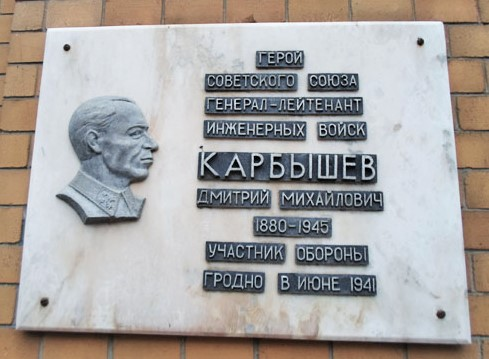 ГЕРОЙ
СОВЕТСКОГО СОЮЗА
ГЕНЕРАЛ-ЛЕЙТЕНАНТ
ИНЖЕНЕРНЫХ ВОЙСК
КАРБЫШЕВ
ДМИТРИЙ МИХАЙЛОВИЧ
1880-1945
УЧАСТНИК ОБОРОНЫ
ГРОДНО В ИЮНЕ 1941